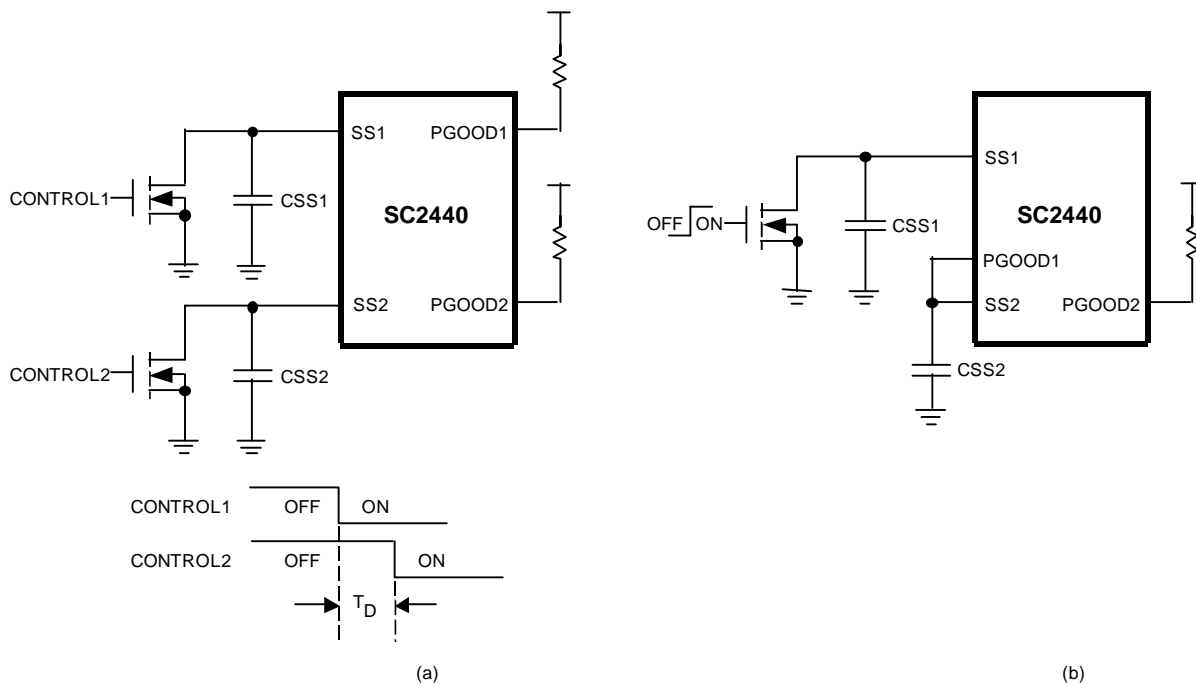 SS1
PGOOD1
CONTROL1
CSS1
SC2440
SS2
PGOOD2
CONTROL2
CSS2
CONTROL1 OFF ON
CONTROL2 OFF ON
TD
(a)
SS1
OFF ON
CSS1
SC2440
PGOOD1
SS2
PGOOD2
CSS2
(b)